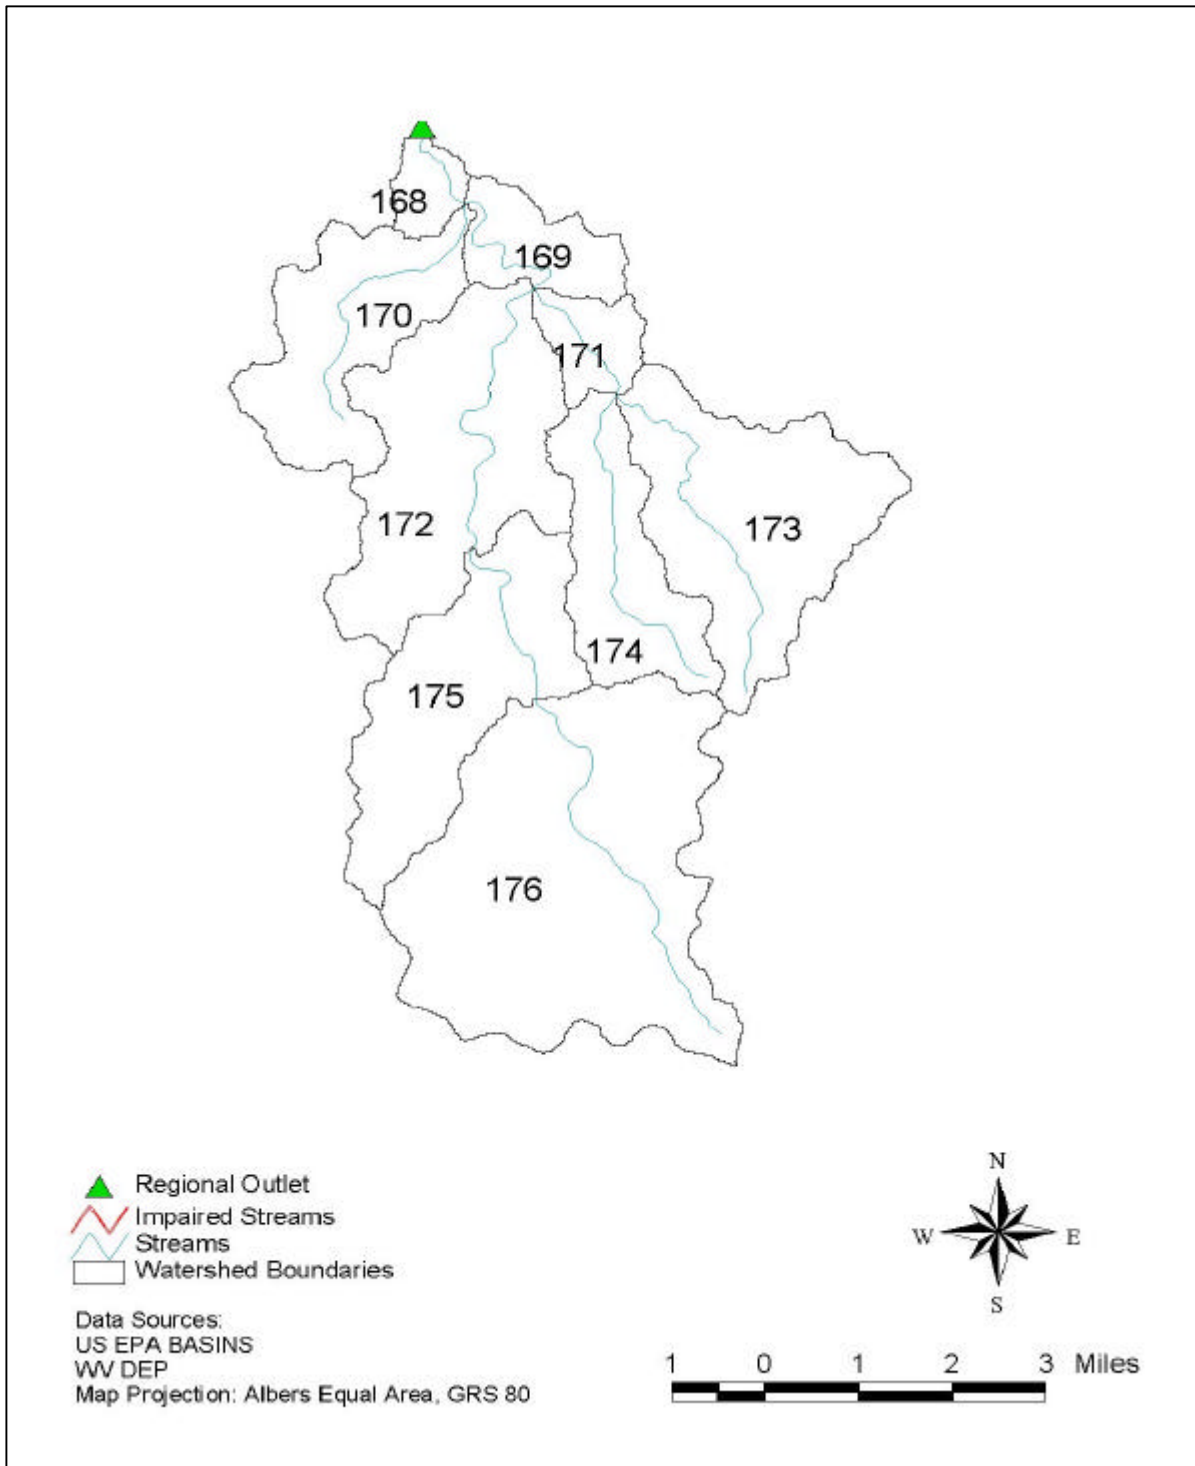 168
169
170
171
172
173
174
175
176
Regional Outlet
Impaired Streams
Streams
Watershed Boundaries
Data Sources:
US EPA BASINS
WV DEP
Map Projection: Albers Equal Area, GRS 80
N
W E
S
1 0 1 2 3 Miles